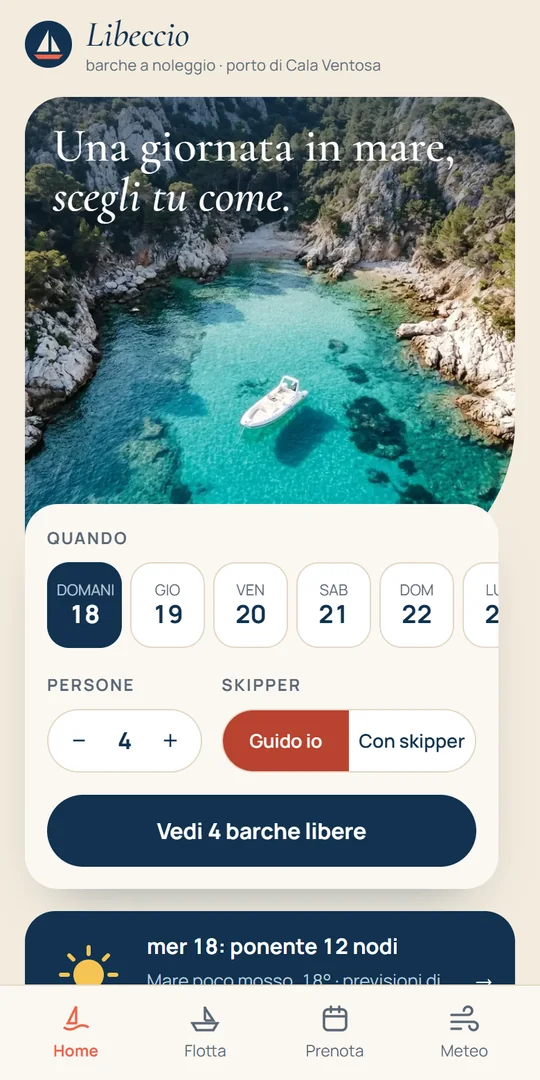 Libeccio
barche a noleggio · porto di Cala Ventosa
Una giornata in mare,
scegli tu come.
QUANDO
DOMANI GIO VEN SAB DOM LU
18 19 20 21 22 2
PERSONE SKIPPER
− 4 + Guido io Con skipper
Vedi 4 barche libere
mer 18: ponente 12 nodi
Mare poco mosso, 18° · previsioni di →
Home Flotta Prenota Meteo